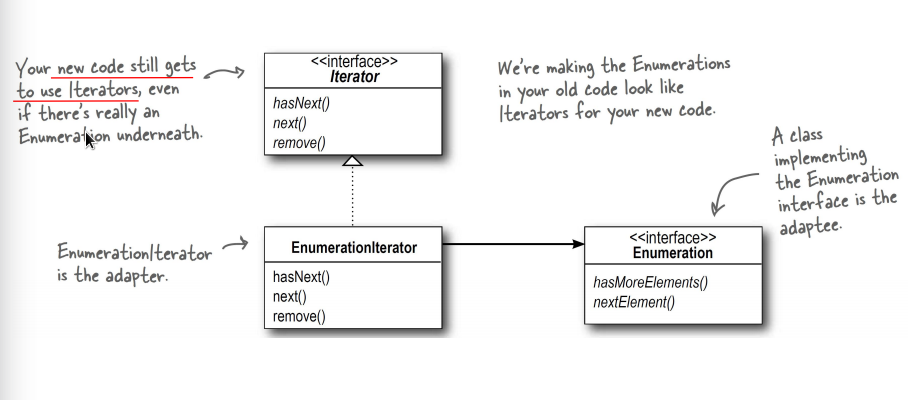 Your new code still gets
to use Iterators, even
if there's really an
Enumeration underneath.
<<interface>>
Iterator
hasNext()
next()
remove()
We're making the Enumerations
in your old code look like
Iterators for your new code.
A class
implementing
the Enumeration
interface is the
adaptee.
EnumerationIterator
is the adapter.
EnumerationIterator
hasNext()
next()
remove()
<<interface>>
Enumeration
hasMoreElements()
nextElement()